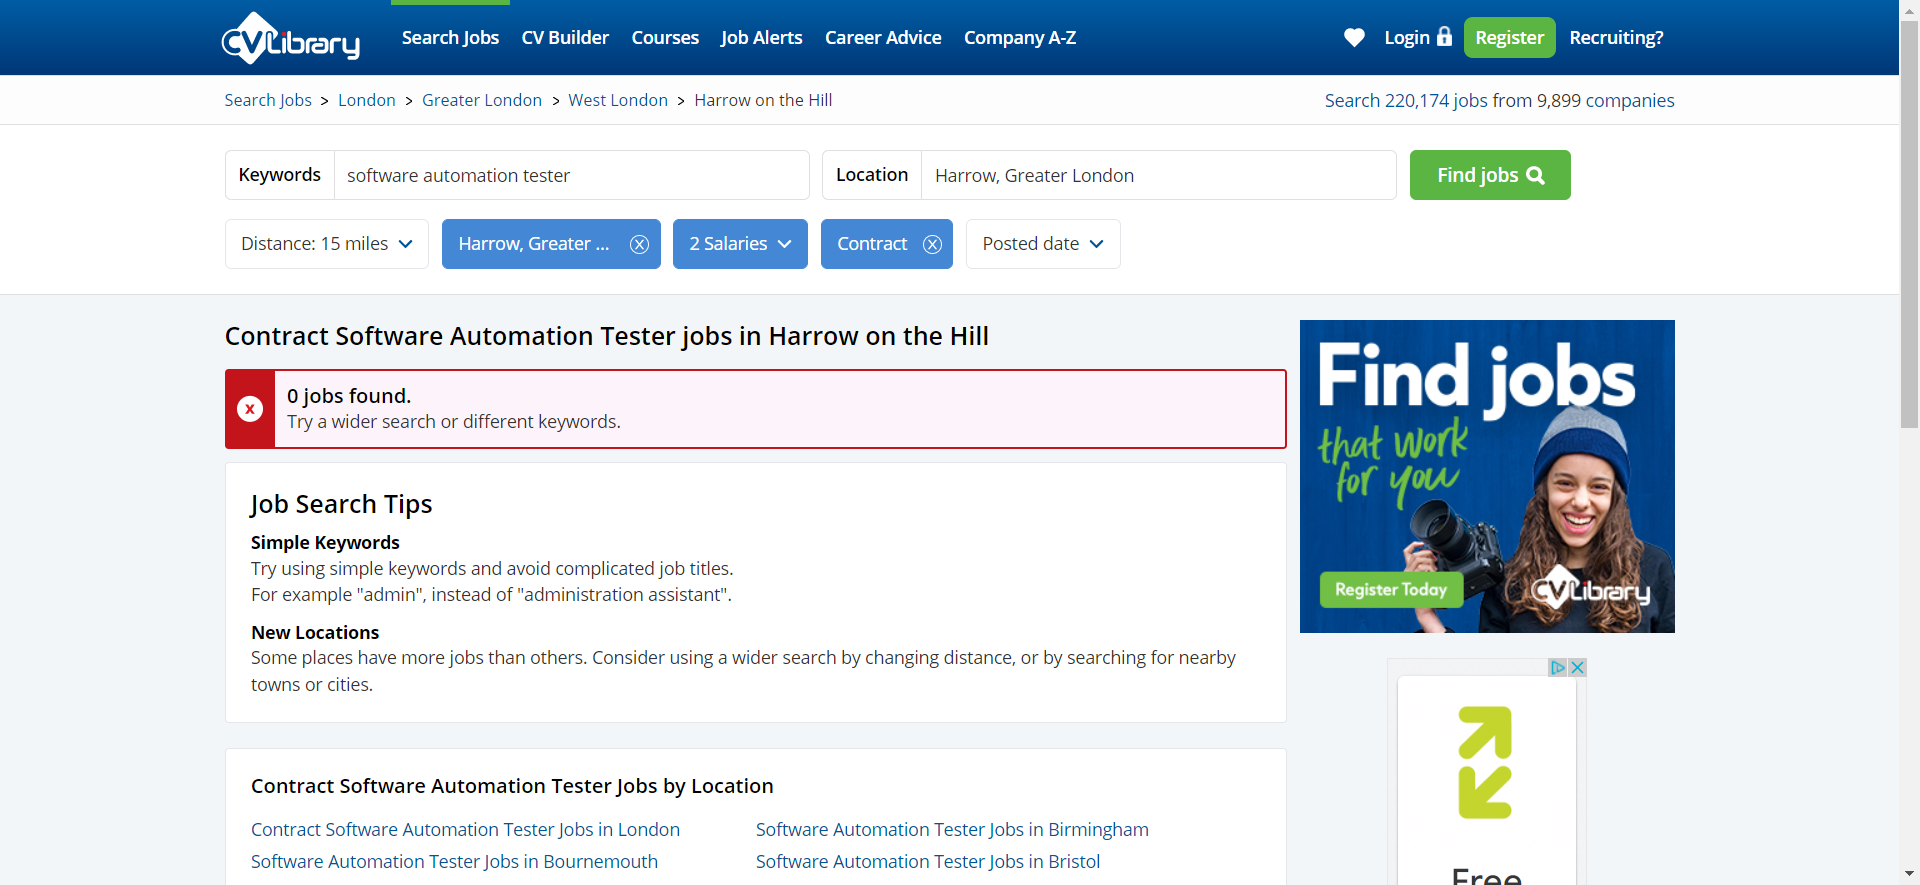 CVLibrary
Search Jobs CV Builder Courses Job Alerts Career Advice Company A-Z Login Register Recruiting?
Search Jobs > London > Greater London > West London > Harrow on the Hill
Search 220,174 jobs from 9,899 companies
Keywords software automation tester Location Harrow, Greater London Find jobs
Distance: 15 miles Harrow, Greater ... 2 Salaries Contract Posted date
Contract Software Automation Tester jobs in Harrow on the Hill
0 jobs found.
Try a wider search or different keywords.
Job Search Tips
Simple Keywords
Try using simple keywords and avoid complicated job titles.
For example "admin", instead of "administration assistant".
New Locations
Some places have more jobs than others. Consider using a wider search by changing distance, or by searching for nearby
towns or cities.
Contract Software Automation Tester Jobs by Location
Contract Software Automation Tester Jobs in London
Software Automation Tester Jobs in Birmingham
Software Automation Tester Jobs in Bournemouth
Software Automation Tester Jobs in Bristol
Find jobs
that work
for you
Register Today
CVLibrary
Free